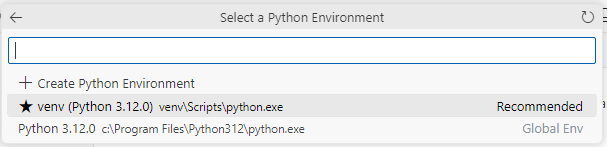 Select a Python Environment
Create Python Environment
venv (Python 3.12.0) venv\Scripts\python.exe Recommended
Python 3.12.0 c:\Program Files\Python312\python.exe Global Env